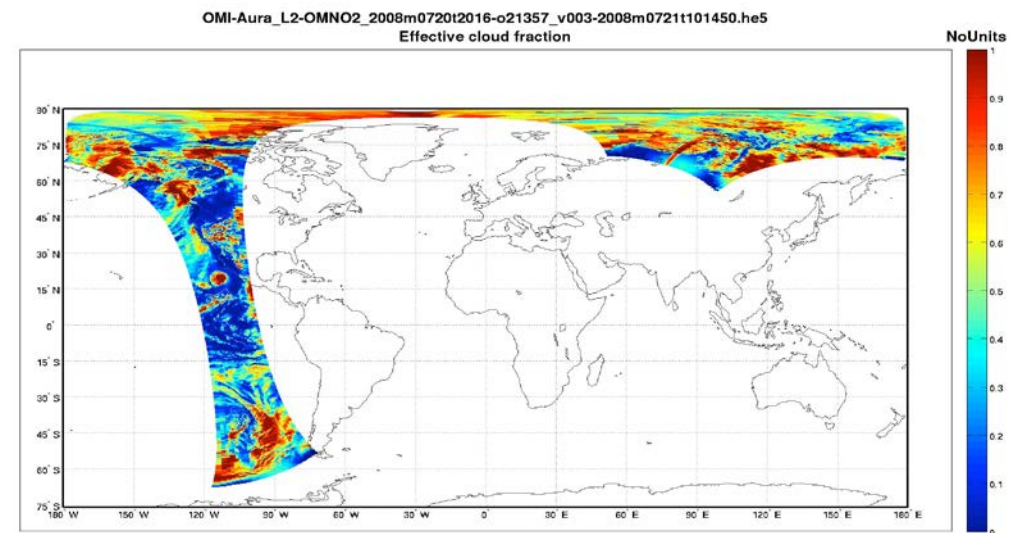 OMI-Aura_L2-OMNO2_2008m0720t2016-o21357_v003-2008m0721t101450.he5
Effective cloud fraction
NoUnits
1
0.9
0.8
0.7
0.6
0.5
0.4
0.3
0.2
0.1
0
90° N
75° N
60° N
45° N
30° N
15° N
0°
15° S
30° S
45° S
60° S
75° S
180° W
150° W
120° W
90° W
60° W
30° W
0°
30° E
60° E
90° E
120° E
150° E
180° E